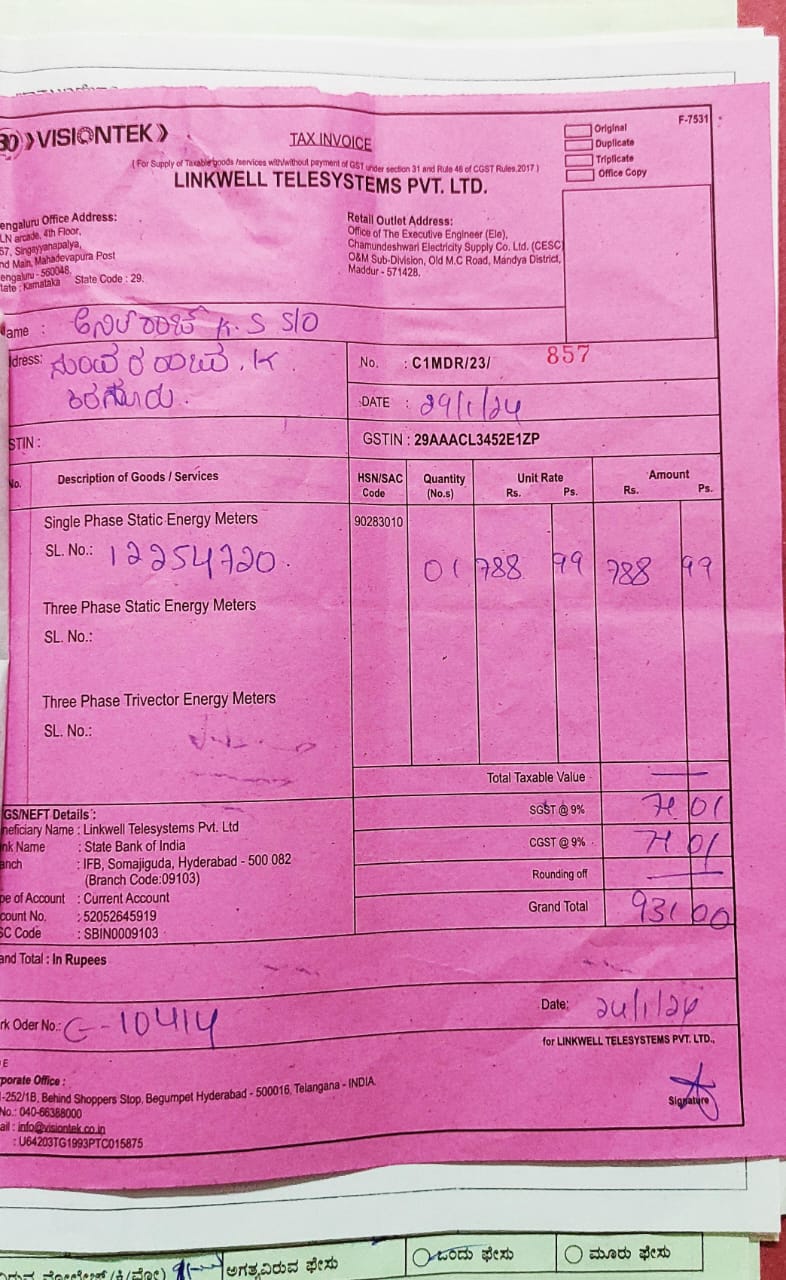 VISIONTEK
TAX INVOICE
F-7531
Original
Duplicate
Triplicate
Office Copy
( For Supply of Taxable goods /services with/without payment of GST under section 31 and Rule 46 of CGST Rules.2017 )
LINKWELL TELESYSTEMS PVT. LTD.
engaluru Office Address:
LN arcade, 4th Floor,
67, Singayyanapalya,
nd Main, Mahadevapura Post
engaluru - 560048,
tate : Karnataka State Code : 29.
Retail Outlet Address:
Office of The Executive Engineer (Ele),
Chamundeshwari Electricity Supply Co. Ltd. (CESC
O&M Sub-Division, Old M.C Road, Mandya District,
Maddur - 571428.
ame : K. S S/O
dress: K
No. : C1MDR/23/ 857
DATE : 29/1/24
STIN :
GSTIN : 29AAACL3452E1ZP
No. Description of Goods / Services HSN/SAC Code Quantity (No.s) Unit Rate Rs. Ps. Amount Rs. Ps.
Single Phase Static Energy Meters 90283010
SL. No.: 12254720 01 788 99 788 99
Three Phase Static Energy Meters
SL. No.:
Three Phase Trivector Energy Meters
SL. No.:
Total Taxable Value
SGST @ 9% 71 01
CGST @ 9% 71 01
Rounding off
Grand Total 931 00
GS/NEFT Details :
neficiary Name : Linkwell Telesystems Pvt. Ltd
nk Name : State Bank of India
anch : IFB, Somajiguda, Hyderabad - 500 082
(Branch Code:09103)
pe of Account : Current Account
count No. : 52052645919
SC Code : SBIN0009103
and Total : In Rupees
rk Oder No.: C-10414
Date: 24/1/24
for LINKWELL TELESYSTEMS PVT. LTD.,
Signature
porate Office :
-252/1B, Behind Shoppers Stop, Begumpet Hyderabad - 500016, Telangana - INDIA.
No.: 040-66388000
ail : info@visiontek.co.in
: U64203TG1993PTC015875
ಅಗತ್ಯವಿರುವ ಫೇಸು ಒಂದು ಫೇಸು ಮೂರು ಫೇಸು